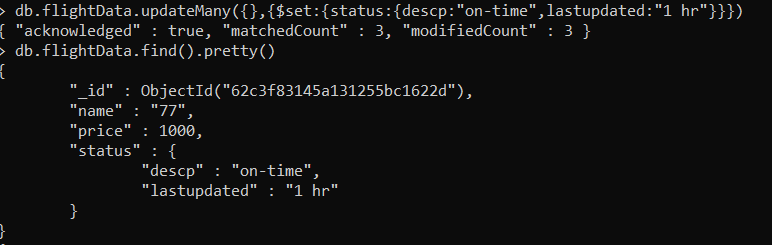 > db.flightData.updateMany({},{$set:{status:{descp:"on-time",lastupdated:"1 hr"}}})
{ "acknowledged" : true, "matchedCount" : 3, "modifiedCount" : 3 }
> db.flightData.find().pretty()
{
        "_id" : ObjectId("62c3f83145a131255bc1622d"),
        "name" : "77",
        "price" : 1000,
        "status" : {
                "descp" : "on-time",
                "lastupdated" : "1 hr"
        }
}